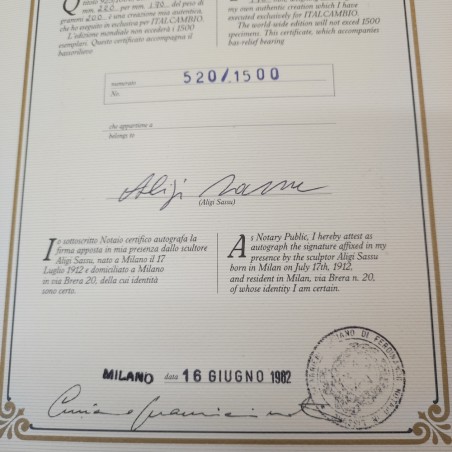 mm. 220 per mm. 180 del peso di
grammi 200 è una creazione mia autentica,
che ho eseguito in esclusiva per ITALCAMBIO.
L'edizione mondiale non eccederà i 1500
esemplari. Questo certificato accompagna il
bassorilievo
my own authentic creation which I have
executed exclusively for ITALCAMBIO.
The world wide edition will not exceed 1500
specimens. This certificate, which accompanies
bas-relief bearing
numerato
No.
520/1500
che appartiene a
belongs to
Aligi Sassu
(Aligi Sassu)
Io sottoscritto Notaio certifico autografa la
firma apposta in mia presenza dallo scultore
Aligi Sassu, nato a Milano il 17
Luglio 1912 e domiciliato a Milano
in via Brera n. 20, della cui identità
sono certo.
As Notary Public, I hereby attest as
autograph the signature affixed in my
presence by the sculptor Aligi Sassu
born in Milan on July 17th, 1912,
and resident in Milan, via Brera n. 20,
of whose identity I am certain.
MILANO data 16 GIUGNO 1982